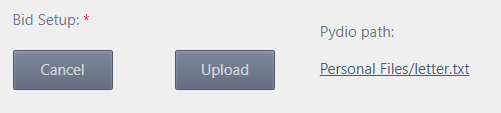 Bid Setup: *
Pydio path:
Cancel
Upload
Personal Files/letter.txt